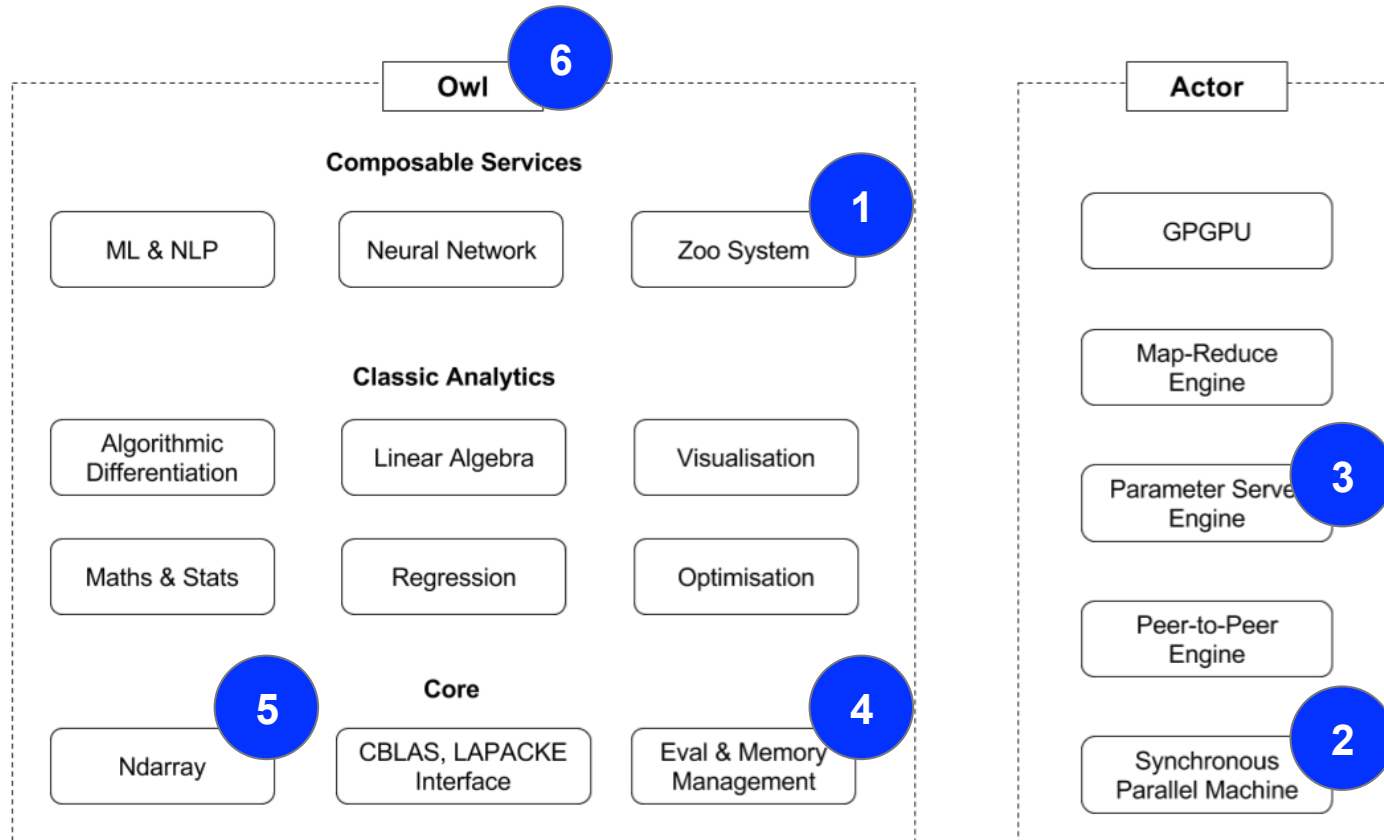 6
Owl
Actor
Composable Services
1
ML & NLP
Neural Network
Zoo System
GPGPU
Map-Reduce
Engine
Classic Analytics
Algorithmic
Differentiation
Linear Algebra
Visualisation
3
Parameter Serve
Engine
Maths & Stats
Regression
Optimisation
Peer-to-Peer
Engine
Core
5
4
2
Ndarray
CBLAS, LAPACKE
Interface
Eval & Memory
Management
Synchronous
Parallel Machine